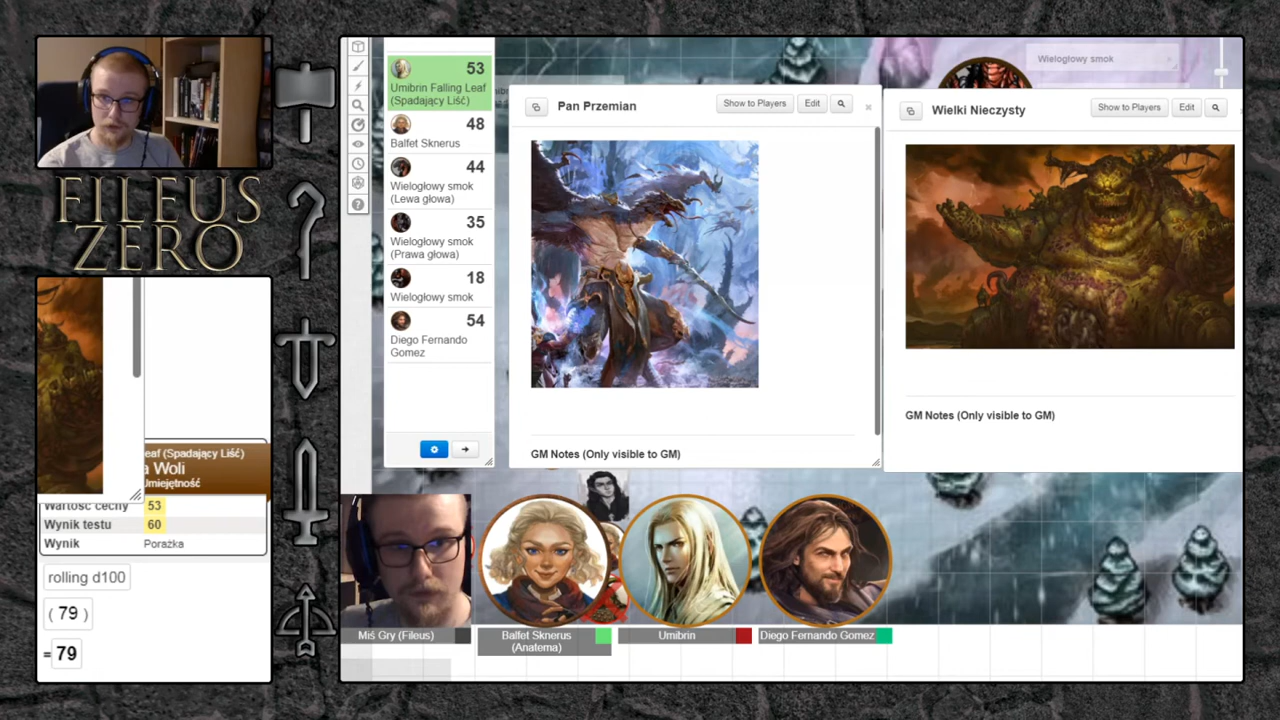 FILEUS
ZERO
eaf (Spadający Liść)
a Woli
Umiejętność
Wartość cechy 53
Wynik testu 60
Wynik Porażka
rolling d100
( 79 )
= 79
53
Umibrin Falling Leaf
(Spadający Liść)
48
Balfet Sknerus
44
Wielogłowy smok
(Lewa głowa)
35
Wielogłowy smok
(Prawa głowa)
18
Wielogłowy smok
54
Diego Fernando
Gomez
Pan Przemian
Show to Players
Edit
GM Notes (Only visible to GM)
Wielogłowy smok
Wielki Nieczysty
Show to Players
Edit
GM Notes (Only visible to GM)
Miś Gry (Fileus)
Balfet Sknerus
(Anatema)
Umibrin
Diego Fernando Gomez